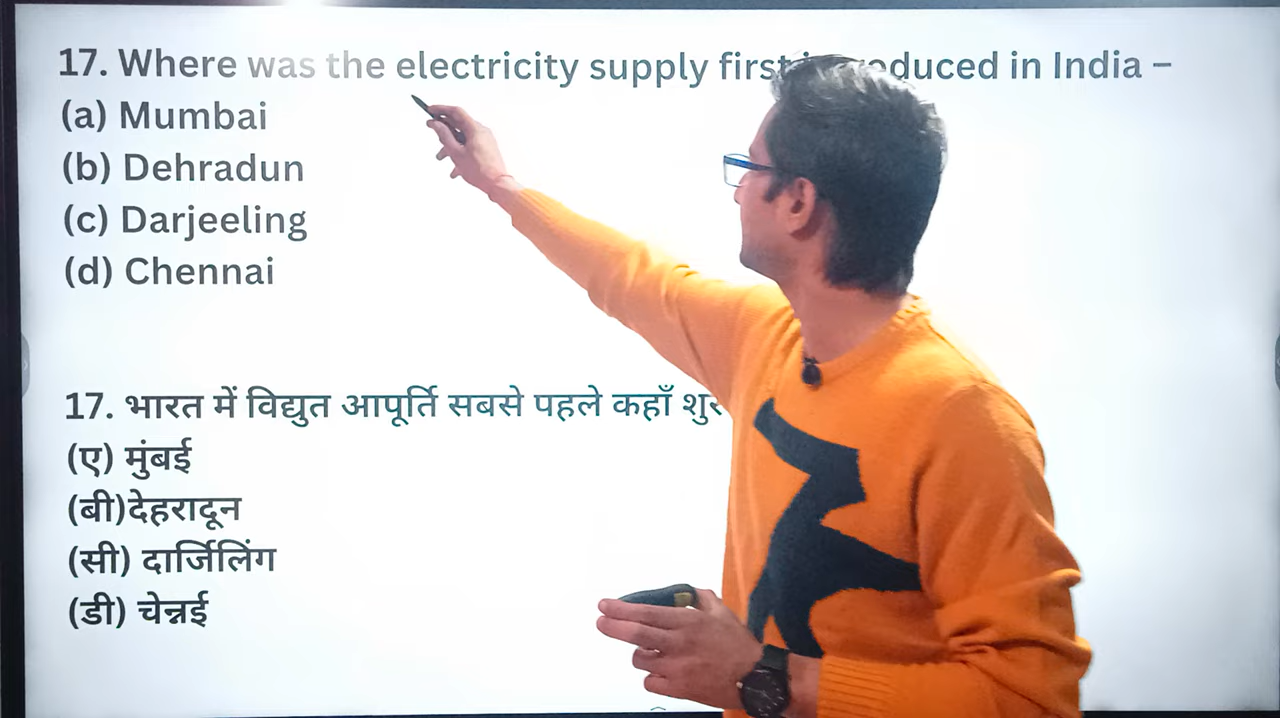 17. Where was the electricity supply first in India –
(a) Mumbai
(b) Dehradun
(c) Darjeeling
(d) Chennai
17. भारत में विद्युत आपूर्ति सबसे पहले कहाँ
(ए) मुंबई
(बी)देहरादून
(सी) दार्जिलिंग
(डी) चेन्नई